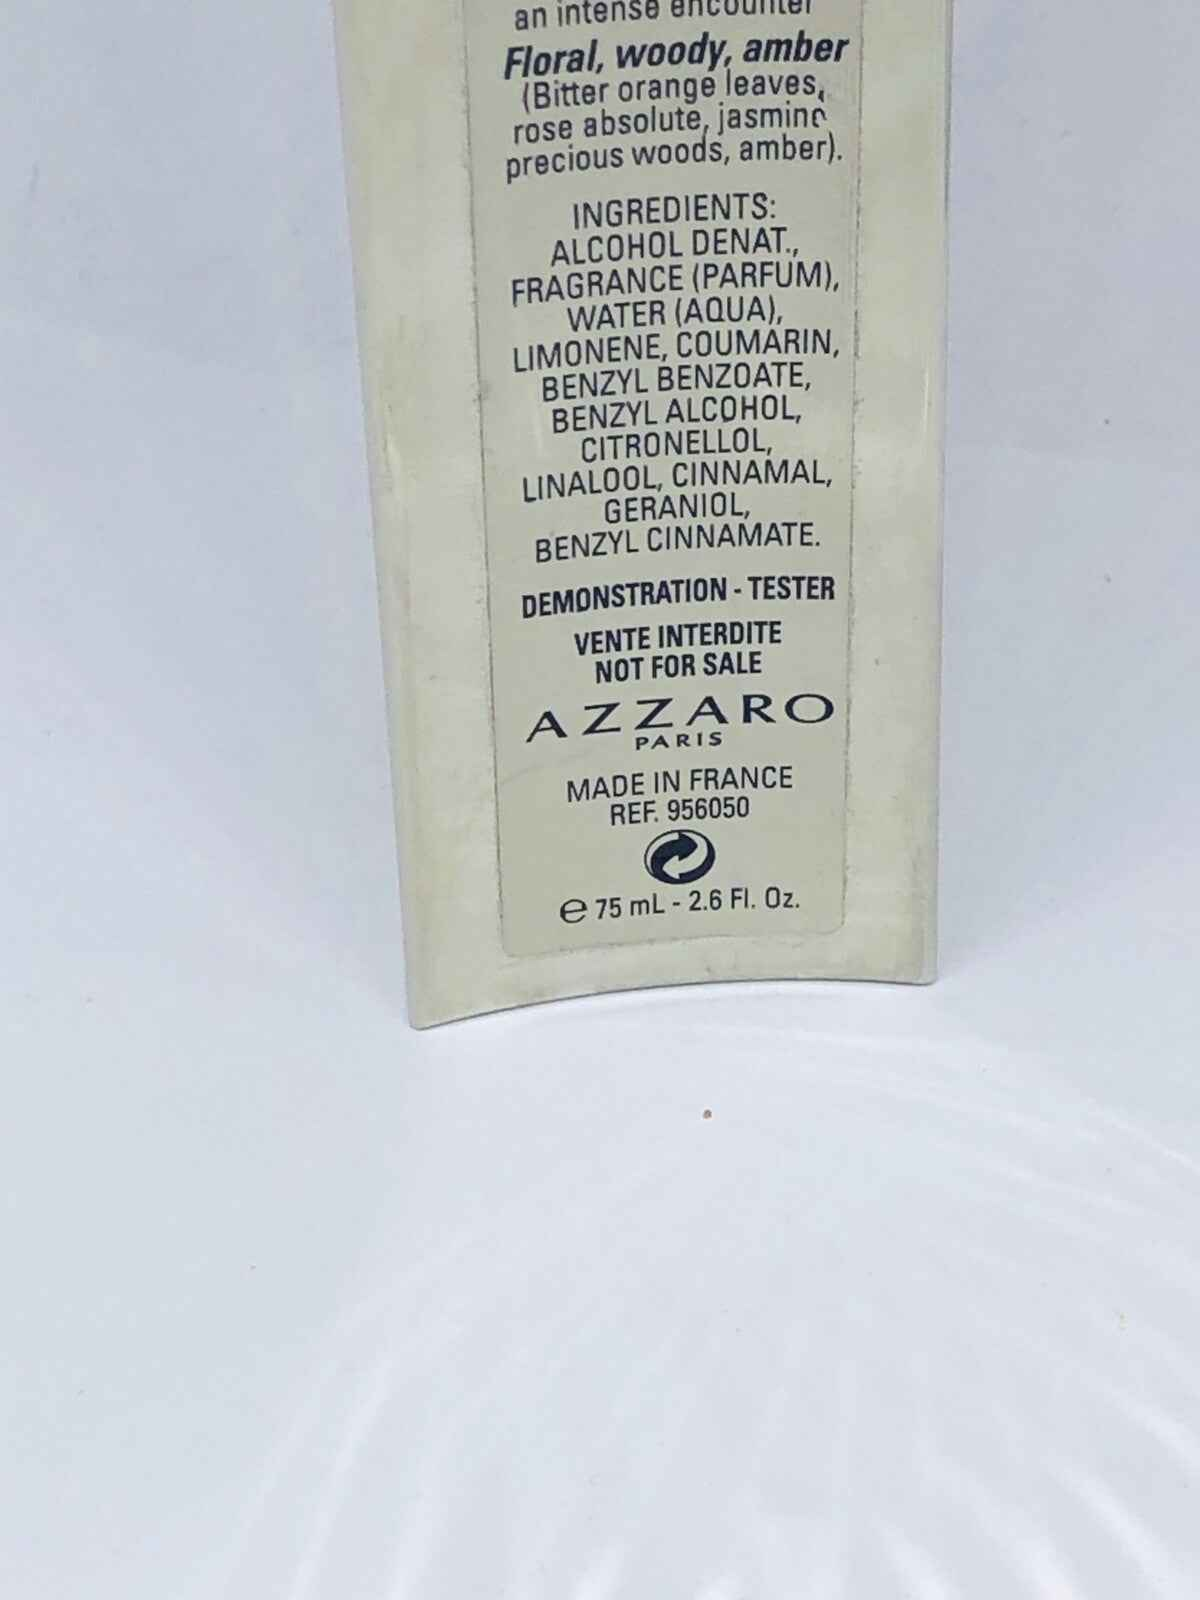 an intense encounter
Floral, woody, amber
(Bitter orange leaves,
rose absolute, jasmine
precious woods, amber).
INGREDIENTS:
ALCOHOL DENAT.,
FRAGRANCE (PARFUM),
WATER (AQUA),
LIMONENE, COUMARIN,
BENZYL BENZOATE,
BENZYL ALCOHOL,
CITRONELLOL,
LINALOOL, CINNAMAL,
GERANIOL,
BENZYL CINNAMATE.
DEMONSTRATION - TESTER
VENTE INTERDITE
NOT FOR SALE
AZZARO
PARIS
MADE IN FRANCE
REF. 956050
℮ 75 mL - 2.6 Fl. Oz.